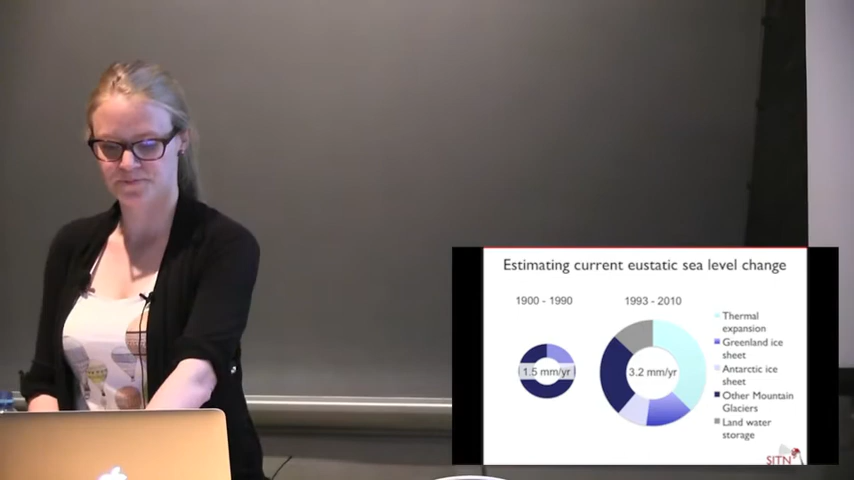 Estimating current eustatic sea level change
1900 - 1990
1993 - 2010
1.5 mm/yr
3.2 mm/yr
Thermal
expansion
Greenland ice
sheet
Antarctic ice
sheet
Other Mountain
Glaciers
Land water
storage
SITN